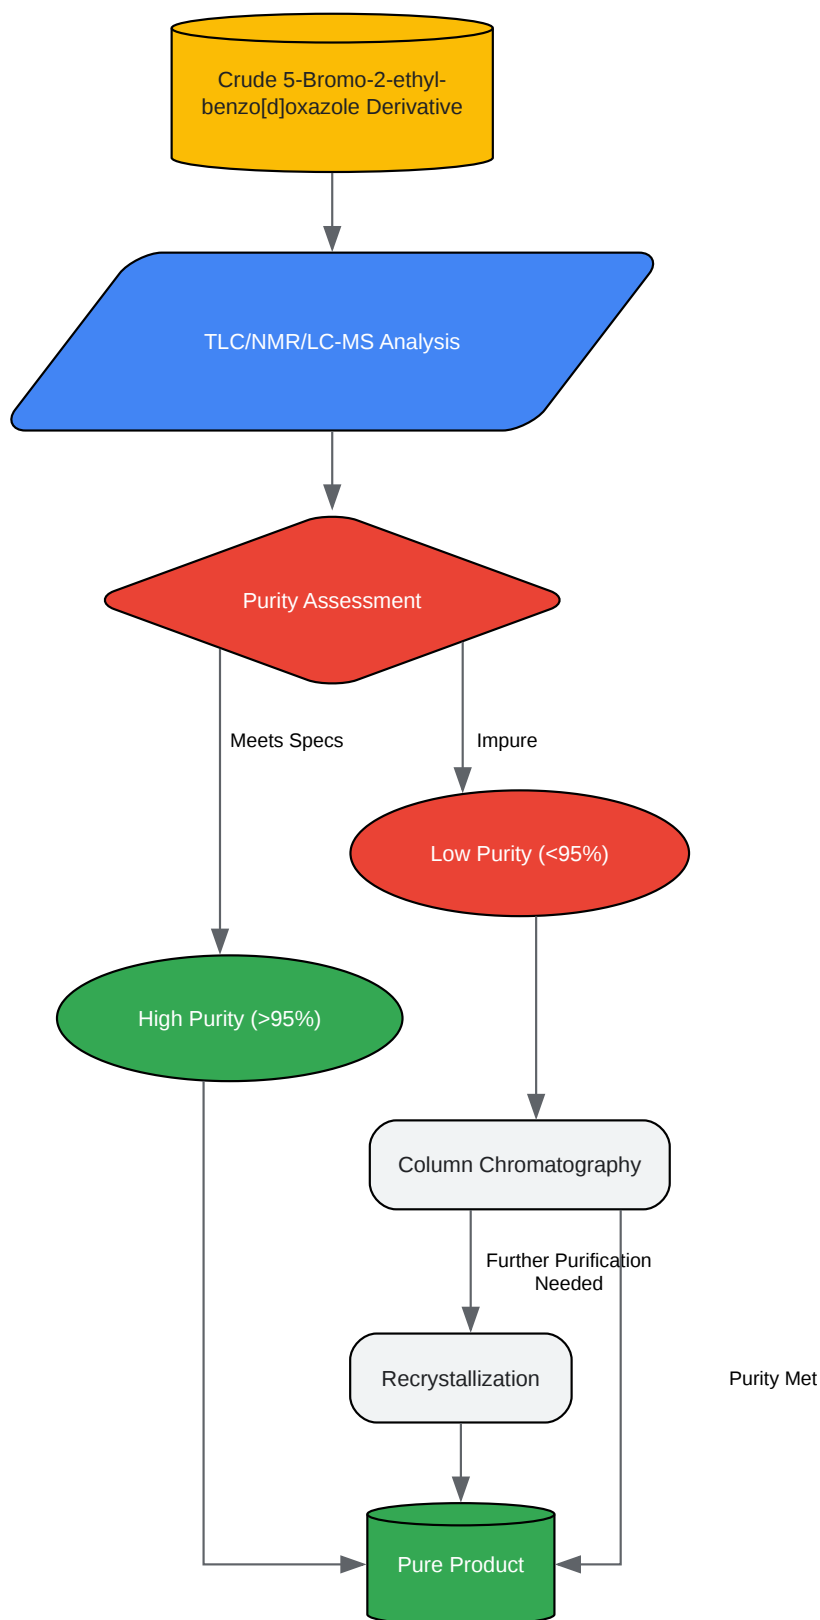 Crude 5-Bromo-2-ethyl-
benzo[d]oxazole Derivative
TLC/NMR/LC-MS Analysis
Purity Assessment
Meets Specs
Impure
Low Purity (<95%)
High Purity (>95%)
Column Chromatography
Further Purification
Needed
Recrystallization
Purity Met
Pure Product